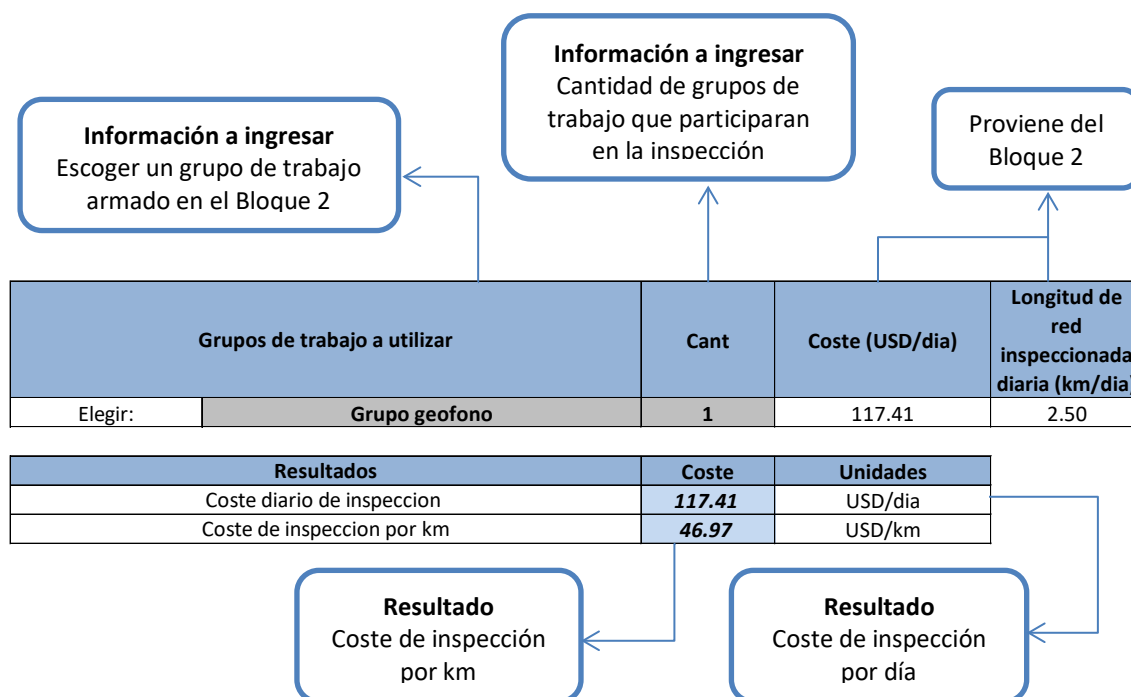 Información a ingresar
Cantidad de grupos de
trabajo que participaran
en la inspección
Información a ingresar
Escoger un grupo de trabajo
armado en el Bloque 2
Proviene del
Bloque 2
Grupos de trabajo a utilizar
Cant
Coste (USD/dia)
Longitud de
red
inspeccionada
diaria (km/dia)
Elegir:
Grupo geofono
1
117.41
2.50
Resultados
Coste
Unidades
Coste diario de inspeccion
117.41
USD/dia
Coste de inspeccion por km
46.97
USD/km
Resultado
Coste de inspección
por km
Resultado
Coste de inspección
por día